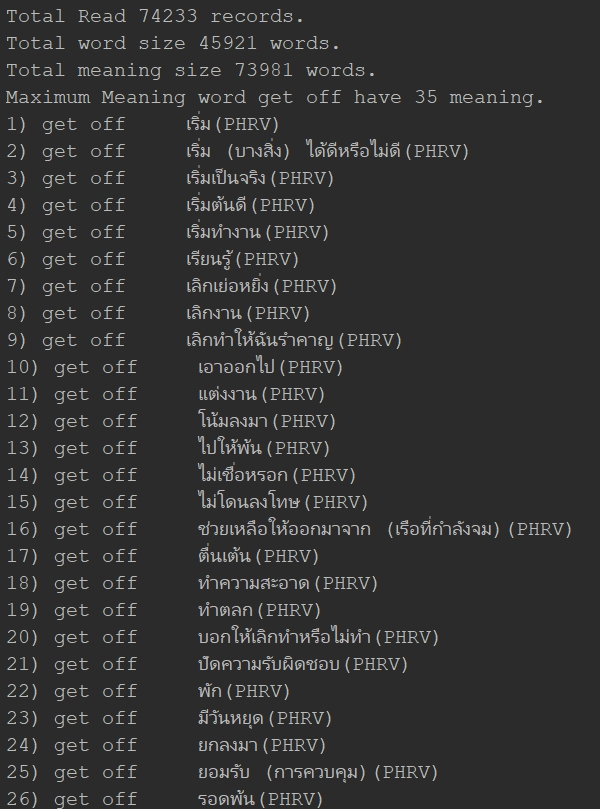 Total Read 74233 records.
Total word size 45921 words.
Total meaning size 73981 words.
Maximum Meaning word get off have 35 meaning.
1) get off เริ่ม(PHRV)
2) get off เริ่ม (บางสิ่ง) ได้ดีหรือไม่ดี(PHRV)
3) get off เริ่มเป็นจริง(PHRV)
4) get off เริ่มต้นดี(PHRV)
5) get off เริ่มทำงาน(PHRV)
6) get off เรียนรู้(PHRV)
7) get off เลิกเย่อหยิ่ง(PHRV)
8) get off เลิกงาน(PHRV)
9) get off เลิกทำให้ฉันรำคาญ(PHRV)
10) get off เอาออกไป(PHRV)
11) get off แต่งงาน(PHRV)
12) get off โน้มลงมา(PHRV)
13) get off ไปให้พ้น(PHRV)
14) get off ไม่เชื่อหรอก(PHRV)
15) get off ไม่โดนลงโทษ(PHRV)
16) get off ช่วยเหลือให้ออกมาจาก (เรือที่กำลังจม)(PHRV)
17) get off ตื่นเต้น(PHRV)
18) get off ทำความสะอาด(PHRV)
19) get off ทำตลก(PHRV)
20) get off บอกให้เลิกทำหรือไม่ทำ(PHRV)
21) get off ปัดความรับผิดชอบ(PHRV)
22) get off พัก(PHRV)
23) get off มีวันหยุด(PHRV)
24) get off ยกลงมา(PHRV)
25) get off ยอมรับ (การควบคุม)(PHRV)
26) get off รอดพ้น(PHRV)